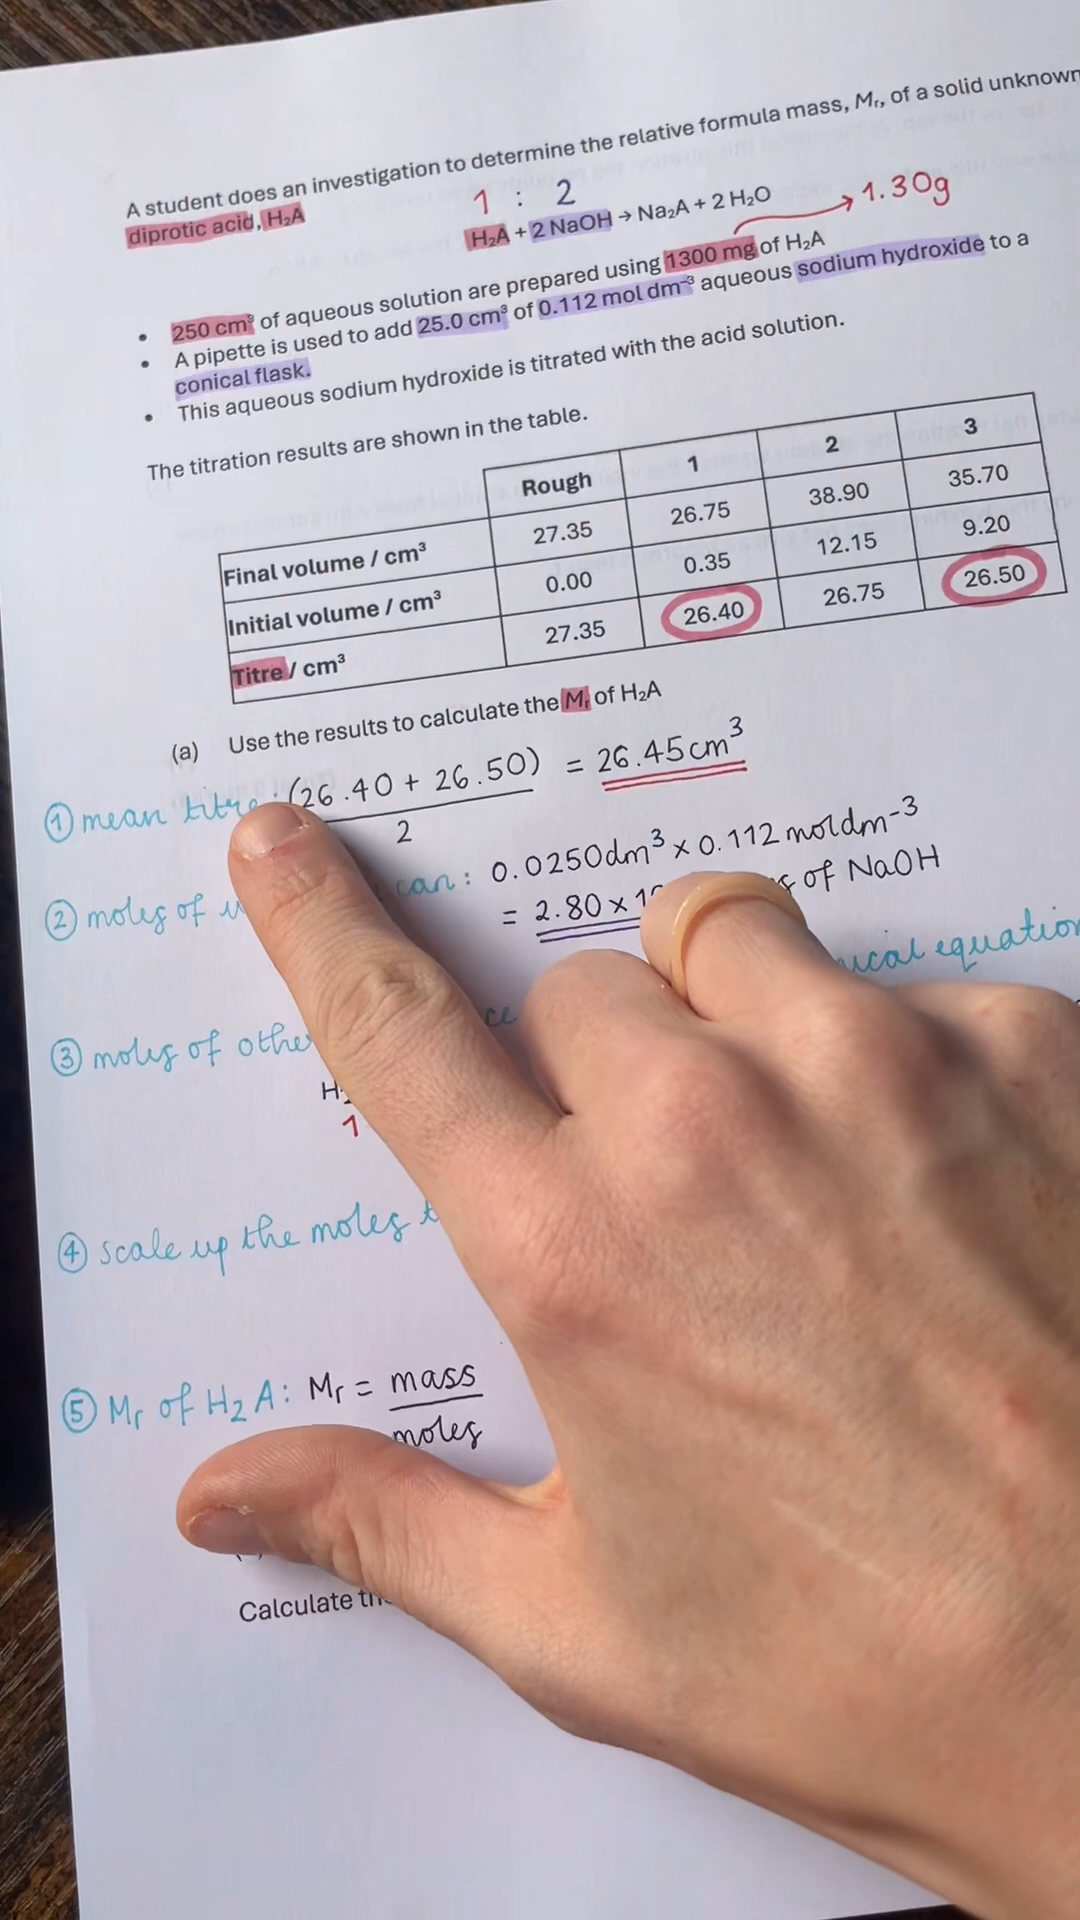 A student does an investigation to determine the relative formula mass, Mᵣ, of a solid unknown
diprotic acid, H₂A
1 : 2
H₂A + 2 NaOH → Na₂A + 2 H₂O
1.30g
• 250 cm³ of aqueous solution are prepared using 1300 mg of H₂A
• A pipette is used to add 25.0 cm³ of 0.112 mol dm⁻³ aqueous sodium hydroxide to a
conical flask.
• This aqueous sodium hydroxide is titrated with the acid solution.
The titration results are shown in the table.
Rough 1 2 3
Final volume / cm³ 27.35 26.75 38.90 35.70
Initial volume / cm³ 0.00 0.35 12.15 9.20
Titre / cm³ 27.35 26.40 26.75 26.50
(a) Use the results to calculate the Mᵣ of H₂A
① mean titre: (26.40 + 26.50) = 26.45cm³
2
② moles of can: 0.0250dm³ × 0.112 moldm⁻³
= 2.80 × of NaOH
equation
③ moles of
1
④ scale up the moles
⑤ Mᵣ of H₂A: Mᵣ = mass
moles
Calculate